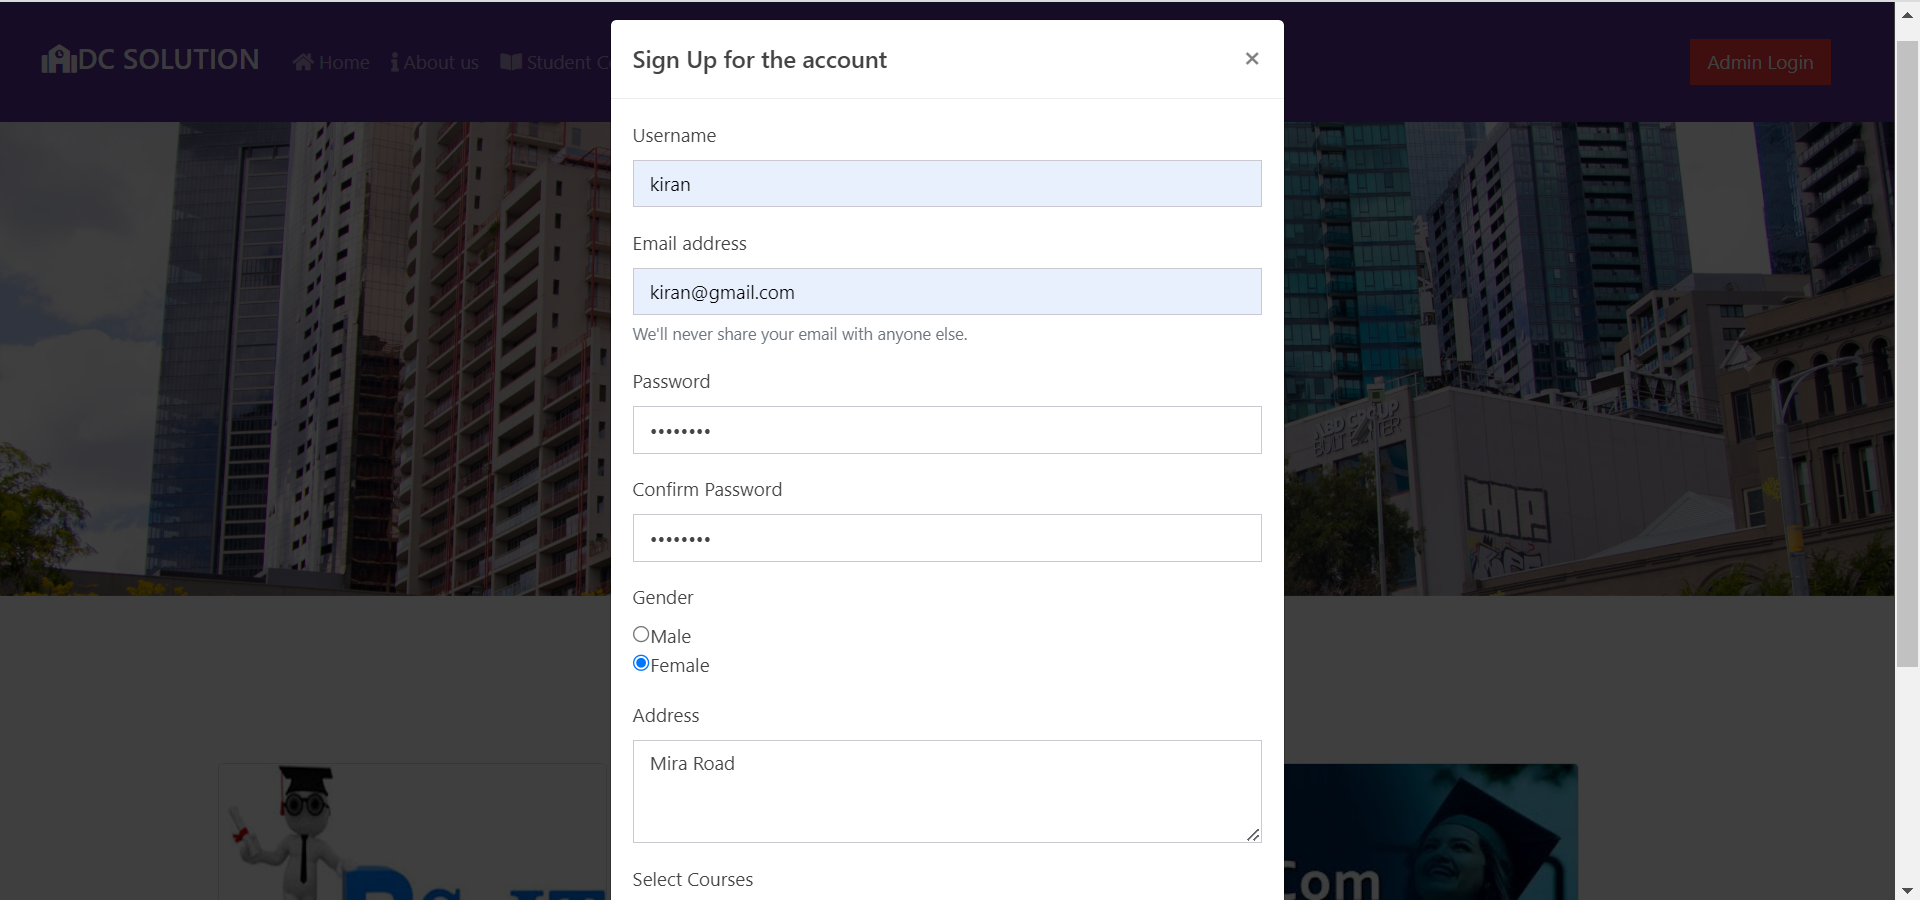 DC SOLUTION
Home
About us
Student
Admin Login
Sign Up for the account
×
Username
kiran
Email address
kiran@gmail.com
We'll never share your email with anyone else.
Password
••••••••
Confirm Password
••••••••
Gender
Male
Female
Address
Mira Road
Select Courses
ABD GROUP
BUILT CENTER
Com